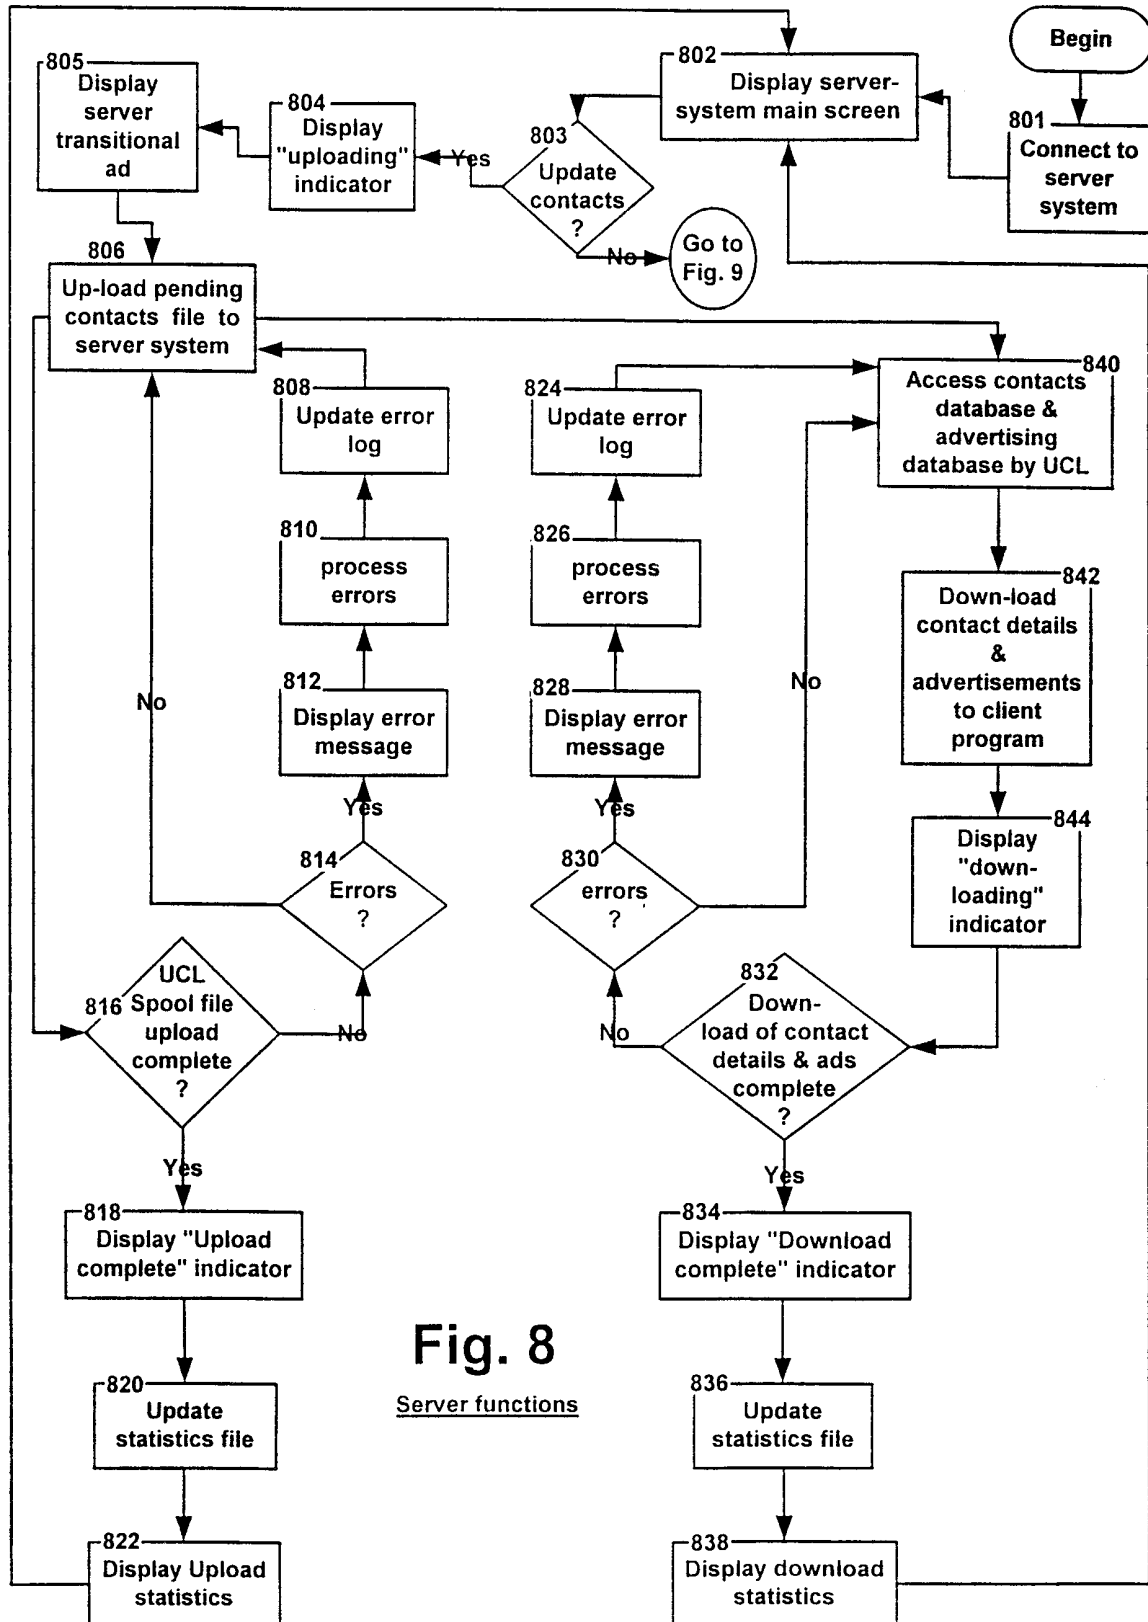 Begin
801
Connect to
server
system
802
Display server-
system main screen
803
Update
contacts
?
Yes
No
Go to
Fig. 9
804
Display
"uploading"
indicator
805
Display
server
transitional
ad
806
Up-load pending
contacts file to
server system
808
Update error
log
810
process
errors
812
Display error
message
Yes
No
814
Errors
?
816
UCL
Spool file
upload
complete
?
No
Yes
818
Display "Upload
complete" indicator
820
Update
statistics file
822
Display Upload
statistics
824
Update error
log
826
process
errors
828
Display error
message
Yes
No
830
errors
?
840
Access contacts
database &
advertising
database by UCL
842
Down-load
contact details
&
advertisements
to client
program
844
Display
"down-
loading"
indicator
832
Down-
load of contact
details & ads
complete
?
No
Yes
834
Display "Download
complete" indicator
836
Update
statistics file
838
Display download
statistics
Fig. 8
Server functions